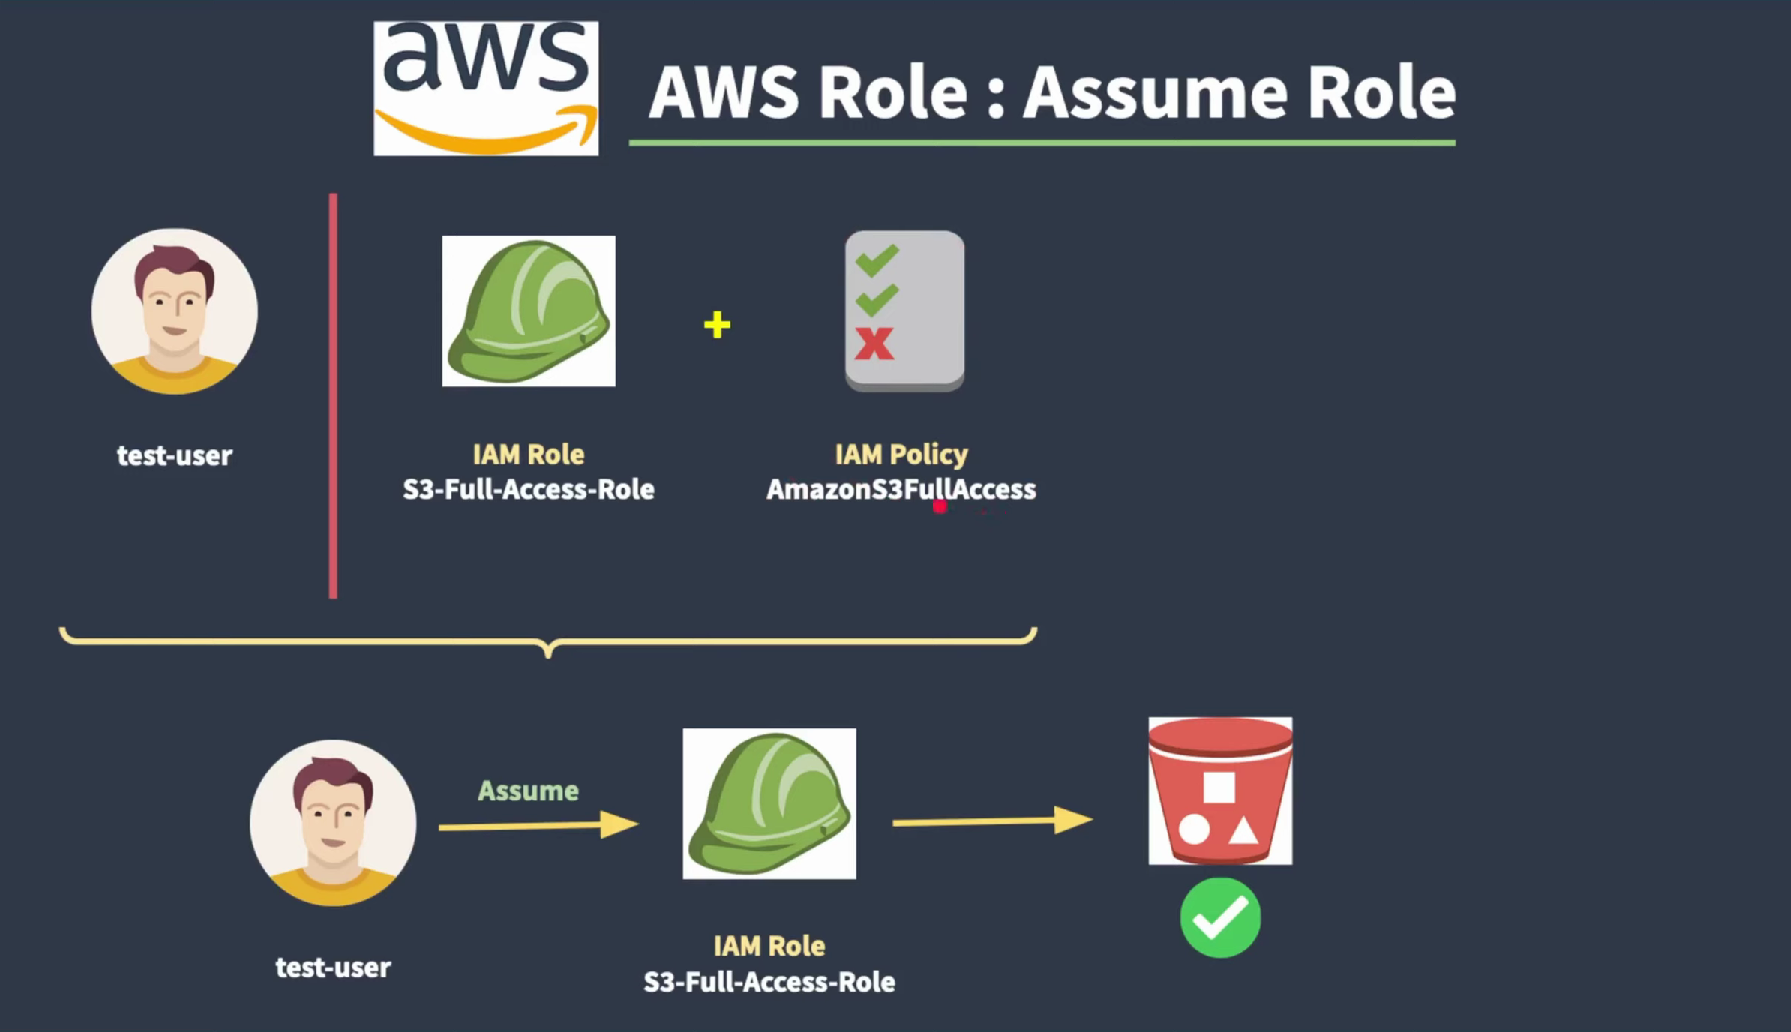 aws
AWS Role : Assume Role
test-user
IAM Role
S3-Full-Access-Role
+
IAM Policy
AmazonS3FullAccess
Assume
test-user
IAM Role
S3-Full-Access-Role